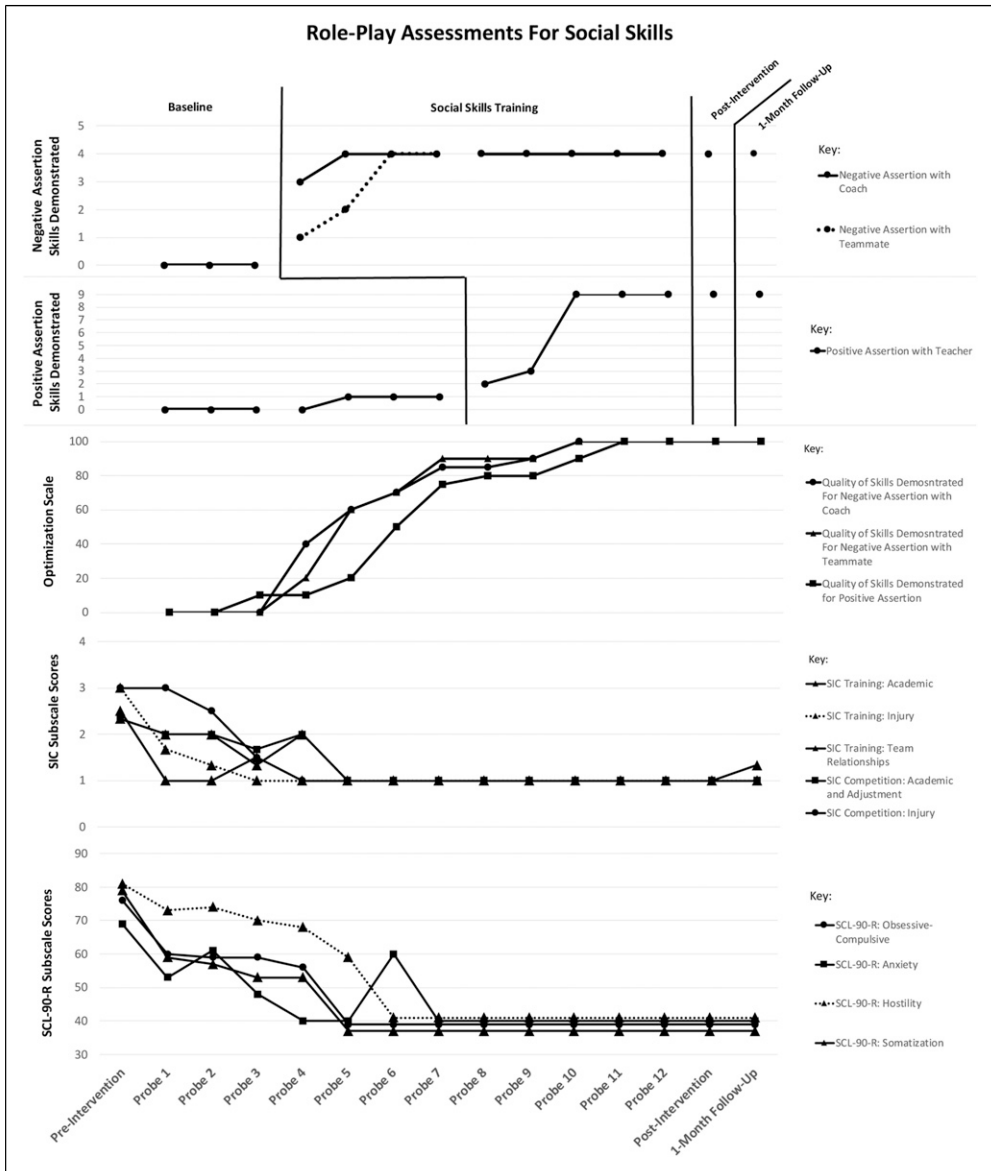 Role-Play Assessments For Social Skills
Baseline
Social Skills Training
Post-Intervention
1-Month Follow-Up
Negative Assertion
Skills Demonstrated
5
4
3
2
1
0
Key:
Negative Assertion with
Coach
Negative Assertion with
Teammate
Positive Assertion
Skills Demonstrated
9
8
7
6
5
4
3
2
1
0
Key:
Positive Assertion with Teacher
Optimization Scale
100
80
60
40
20
0
Key:
Quality of Skills Demosntrated
For Negative Assertion with
Coach
Quality of Skills Demosntrated
For Negative Assertion with
Teammate
Quality of Skills Demonstrated
for Positive Assertion
SIC Subscale Scores
4
3
2
1
0
Key:
SIC Training: Academic
SIC Training: Injury
SIC Training: Team
Relationships
SIC Competition: Academic
and Adjustment
SIC Competition: Injury
SCL-90-R Subscale Scores
90
80
70
60
50
40
30
Key:
SCL-90-R: Obsessive-
Compulsive
SCL-90-R: Anxiety
SCL-90-R: Hostility
SCL-90-R: Somatization
Pre-Intervention
Probe 1
Probe 2
Probe 3
Probe 4
Probe 5
Probe 6
Probe 7
Probe 8
Probe 9
Probe 10
Probe 11
Probe 12
Post-Intervention
1-Month Follow-Up